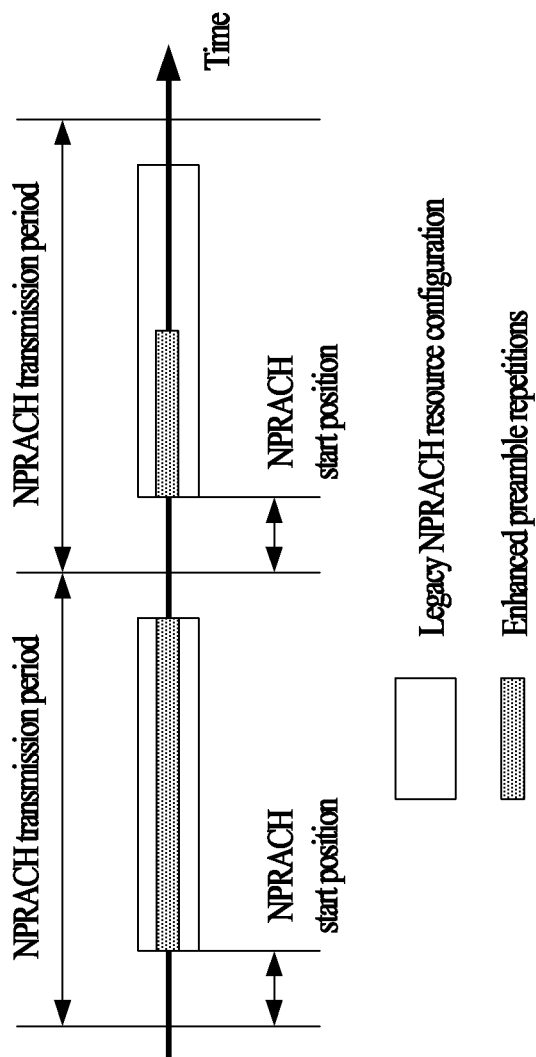 NPRACH transmission period
NPRACH transmission period
Time
NPRACH
start position
NPRACH
start position
Legacy NPRACH resource configuration
Enhanced preamble repetitions